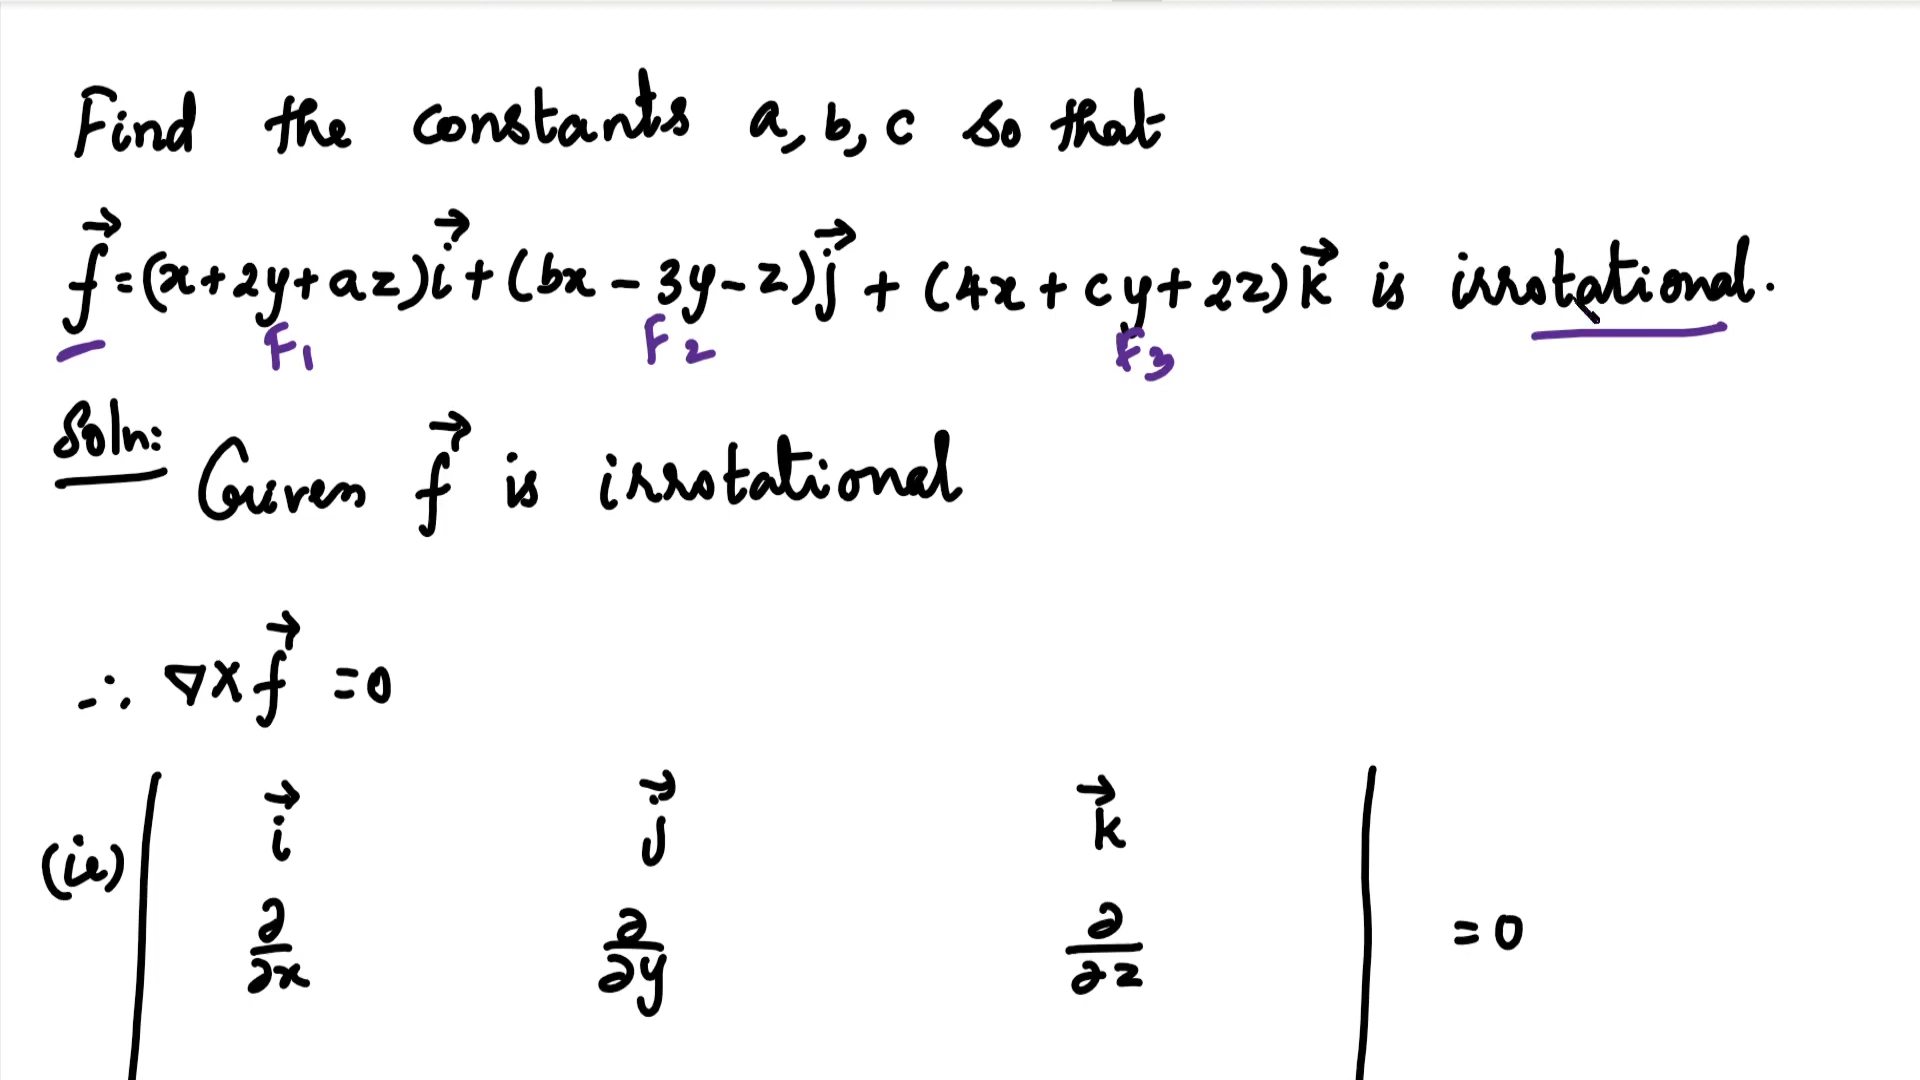 Find the constants a, b, c so that
f⃗ = (x+2y+az)i⃗ + (bx-3y-z)j⃗ + (4x+cy+2z)k⃗ is irrotational.
F1 F2 F3
Soln:
Given f⃗ is irrotational
∴ ∇×f⃗ =0
(ie) | i⃗ j⃗ k⃗ |
| ∂/∂x ∂/∂y ∂/∂z | =0